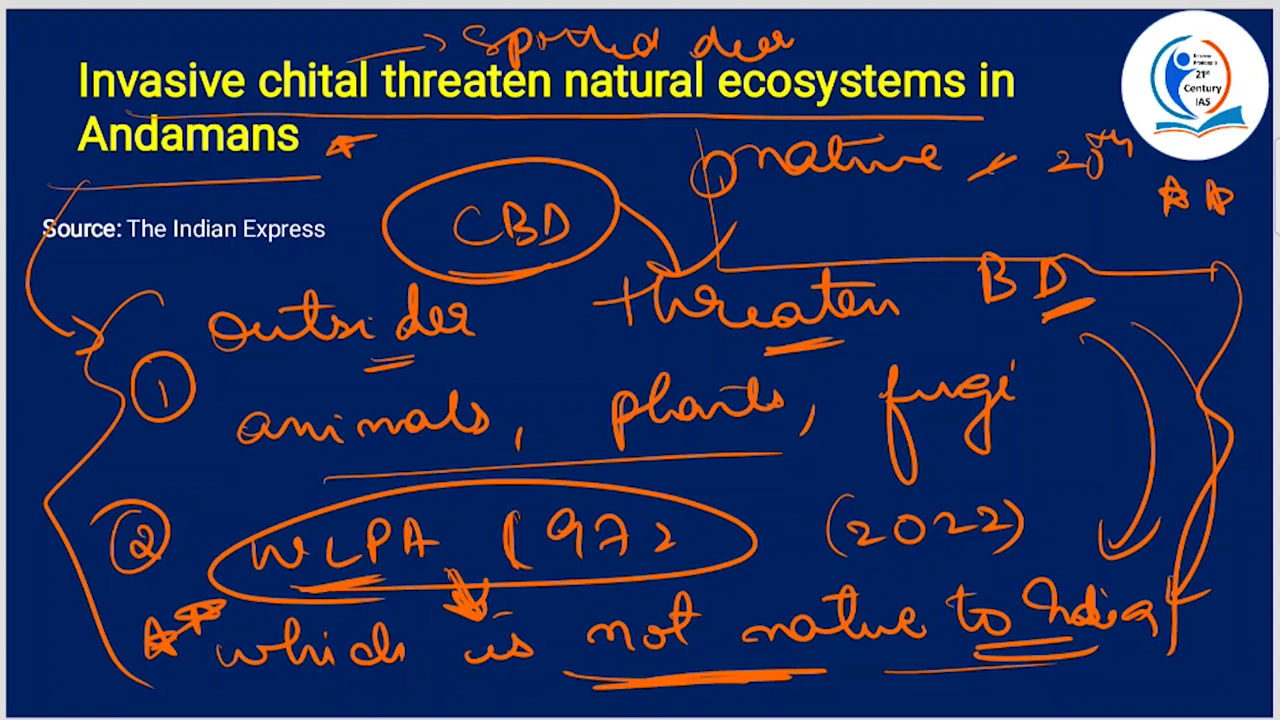 → Spotted deer
Invasive chital threaten natural ecosystems in
Andamans
21st
Century
IAS
native 20th
CBD
Source: The Indian Express
outsider threaten BD
① animals, plants, fugi
② WLPA 1972 (2022)
which is not native to India